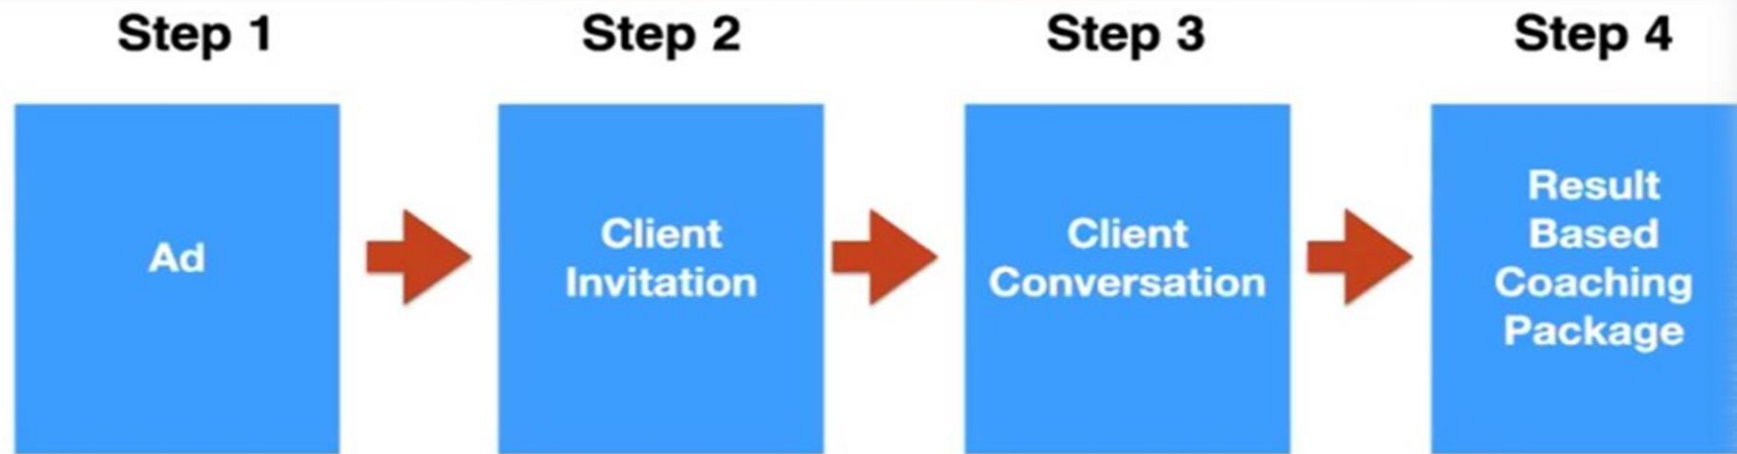 Step 1
Step 2
Step 3
Step 4
Ad
Client
Invitation
Client
Conversation
Result
Based
Coaching
Package